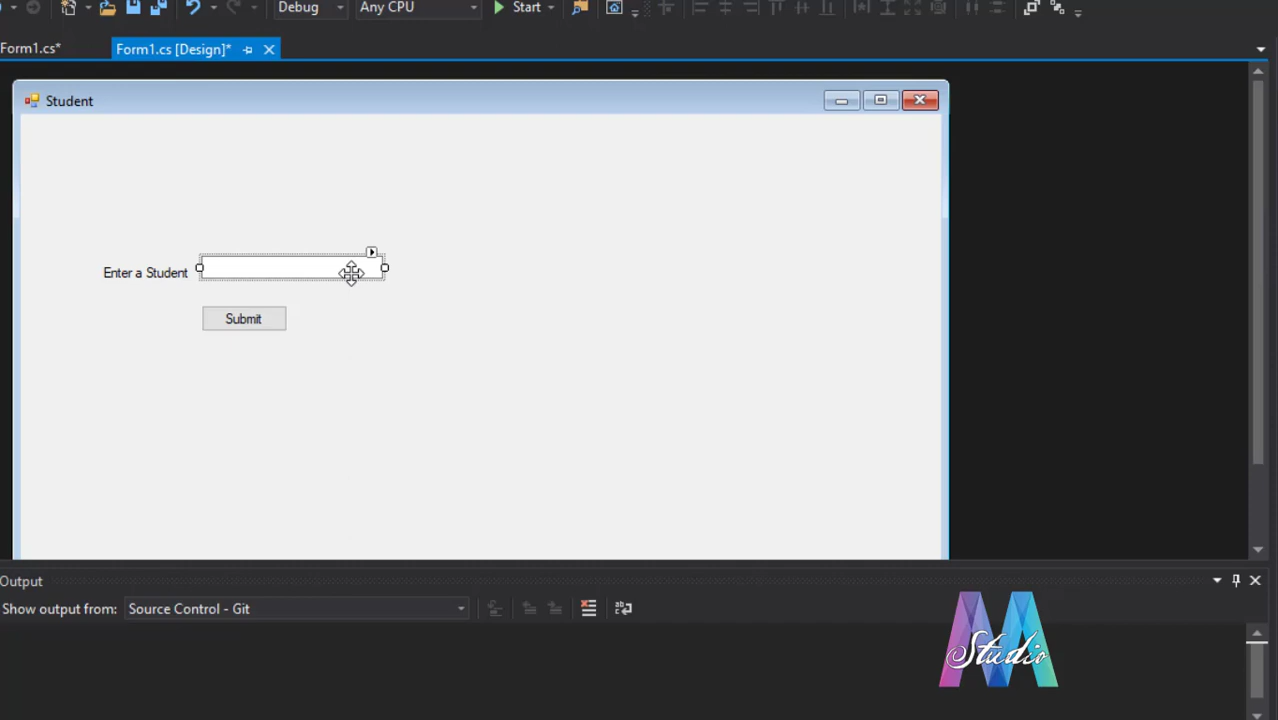 Debug Any CPU Start
Form1.cs* Form1.cs [Design]*
Student
Enter a Student
Submit
Output
Show output from: Source Control - Git
M
Studio